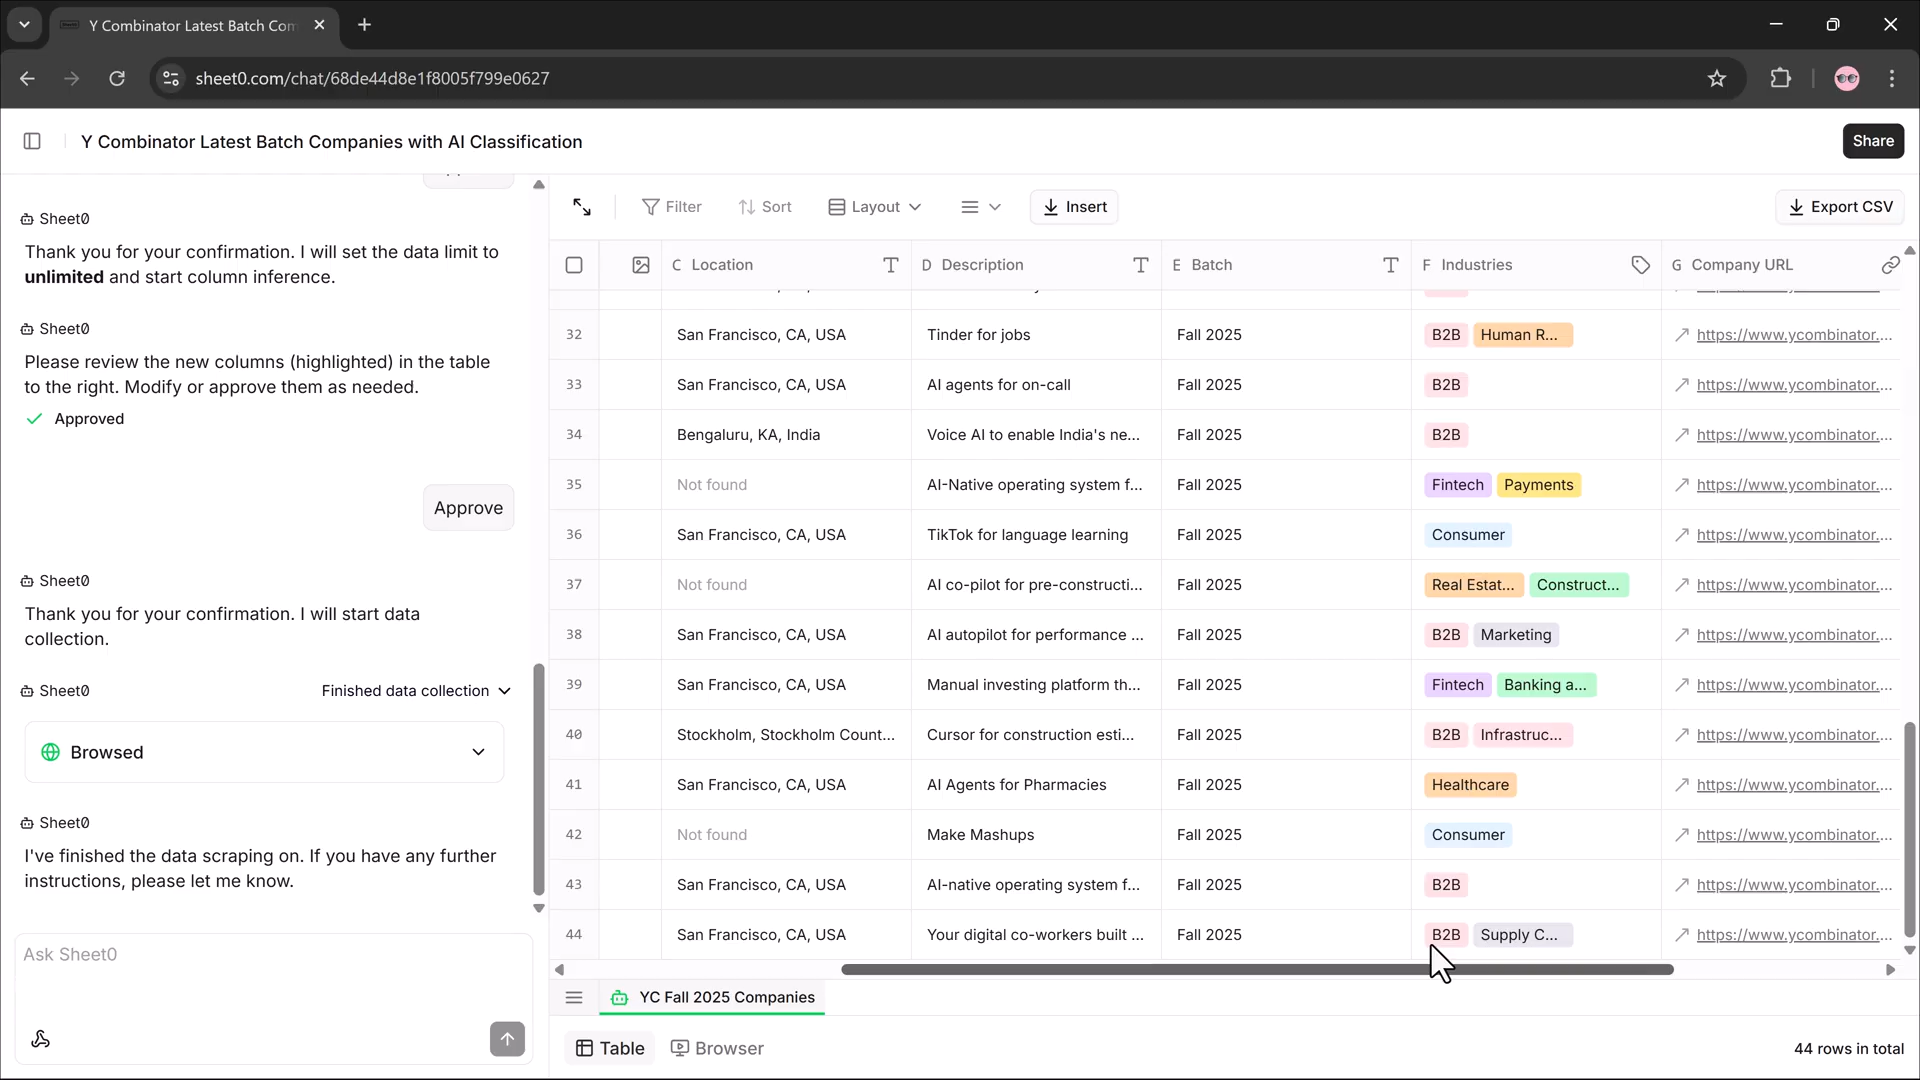 Y Combinator Latest Batch Com
sheet0.com/chat/68de44d8e1f8005f799e0627
Y Combinator Latest Batch Companies with AI Classification
Share
Sheet0
Thank you for your confirmation. I will set the data limit to
unlimited and start column inference.
Sheet0
Please review the new columns (highlighted) in the table
to the right. Modify or approve them as needed.
Approved
Approve
Sheet0
Thank you for your confirmation. I will start data
collection.
Sheet0 Finished data collection
Browsed
Sheet0
I've finished the data scraping on. If you have any further
instructions, please let me know.
Ask Sheet0
Filter Sort Layout Insert Export CSV
C Location D Description E Batch F Industries G Company URL
32 San Francisco, CA, USA Tinder for jobs Fall 2025 B2B Human R... https://www.ycombinator....
33 San Francisco, CA, USA AI agents for on-call Fall 2025 B2B https://www.ycombinator....
34 Bengaluru, KA, India Voice AI to enable India's ne... Fall 2025 B2B https://www.ycombinator....
35 Not found AI-Native operating system f... Fall 2025 Fintech Payments https://www.ycombinator....
36 San Francisco, CA, USA TikTok for language learning Fall 2025 Consumer https://www.ycombinator....
37 Not found AI co-pilot for pre-constructi... Fall 2025 Real Estat... Construct... https://www.ycombinator....
38 San Francisco, CA, USA AI autopilot for performance ... Fall 2025 B2B Marketing https://www.ycombinator....
39 San Francisco, CA, USA Manual investing platform th... Fall 2025 Fintech Banking a... https://www.ycombinator....
40 Stockholm, Stockholm Count... Cursor for construction esti... Fall 2025 B2B Infrastruc... https://www.ycombinator....
41 San Francisco, CA, USA AI Agents for Pharmacies Fall 2025 Healthcare https://www.ycombinator....
42 Not found Make Mashups Fall 2025 Consumer https://www.ycombinator....
43 San Francisco, CA, USA AI-native operating system f... Fall 2025 B2B https://www.ycombinator....
44 San Francisco, CA, USA Your digital co-workers built ... Fall 2025 B2B Supply C... https://www.ycombinator....
YC Fall 2025 Companies
Table Browser 44 rows in total